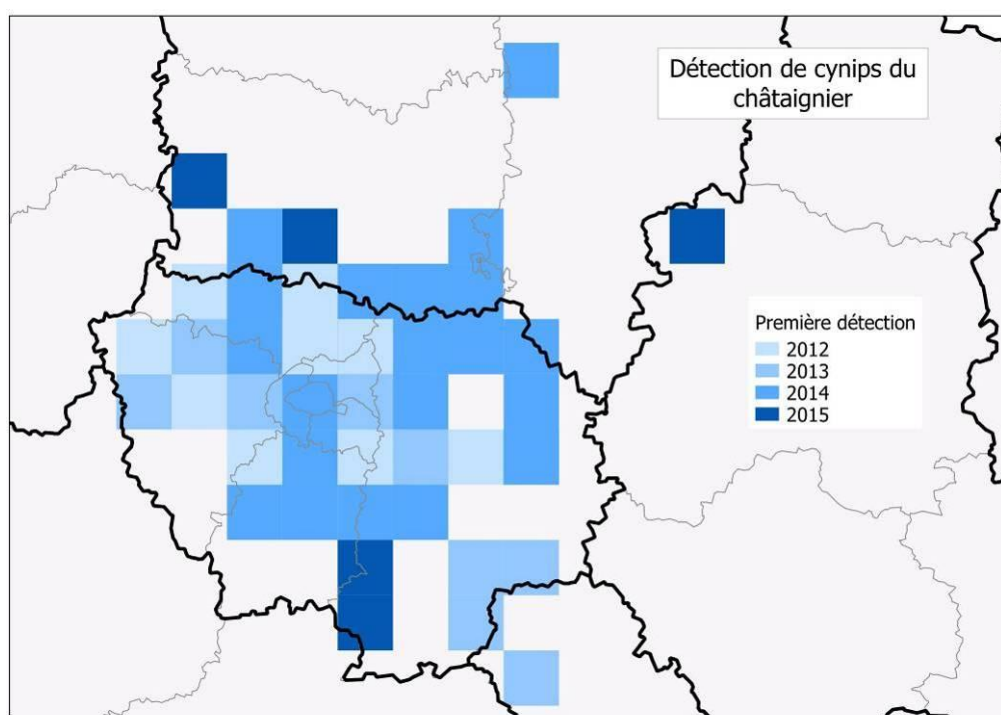 Détection de cynips du
châtaignier
Première détection
2012
2013
2014
2015